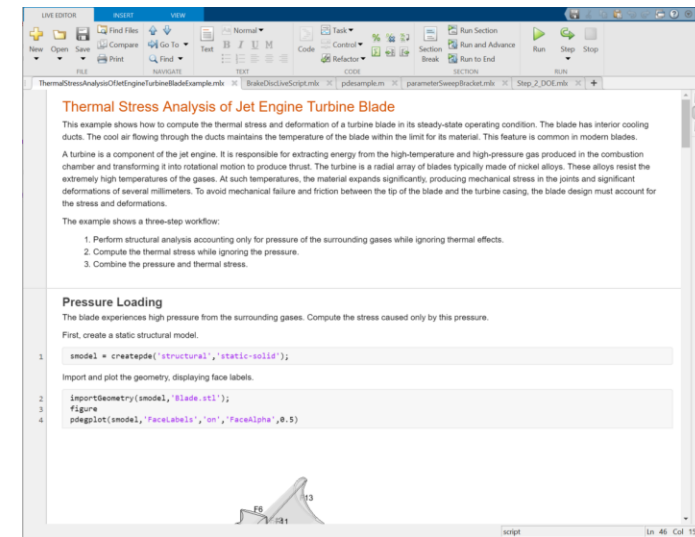 LIVE EDITOR INSERT VIEW
New Open Save Find Files Compare Print Go To Find Text Normal B I U M Code Task Control Refactor Section Break Run Section Run and Advance Run to End Run Step Stop
FILE NAVIGATE TEXT CODE SECTION RUN
ThermalStressAnalysisOfJetEngineTurbineBladeExample.mlx BrakeDiscLiveScript.mlx pdesample.m parameterSweepBracket.mlx Step_2_DOE.mlx +
Thermal Stress Analysis of Jet Engine Turbine Blade
This example shows how to compute the thermal stress and deformation of a turbine blade in its steady-state operating condition. The blade has interior cooling
ducts. The cool air flowing through the ducts maintains the temperature of the blade within the limit for its material. This feature is common in modern blades.
A turbine is a component of the jet engine. It is responsible for extracting energy from the high-temperature and high-pressure gas produced in the combustion
chamber and transforming it into rotational motion to produce thrust. The turbine is a radial array of blades typically made of nickel alloys. These alloys resist the
extremely high temperatures of the gases. At such temperatures, the material expands significantly, producing mechanical stress in the joints and significant
deformations of several millimeters. To avoid mechanical failure and friction between the tip of the blade and the turbine casing, the blade design must account for
the stress and deformations.
The example shows a three-step workflow:
1. Perform structural analysis accounting only for pressure of the surrounding gases while ignoring thermal effects.
2. Compute the thermal stress while ignoring the pressure.
3. Combine the pressure and thermal stress.
Pressure Loading
The blade experiences high pressure from the surrounding gases. Compute the stress caused only by this pressure.
First, create a static structural model.
1 smodel = createpde('structural','static-solid');
Import and plot the geometry, displaying face labels.
2 importGeometry(smodel,'Blade.stl');
3 figure
4 pdegplot(smodel,'FaceLabels','on','FaceAlpha',0.5)
F6
script Ln 46 Col